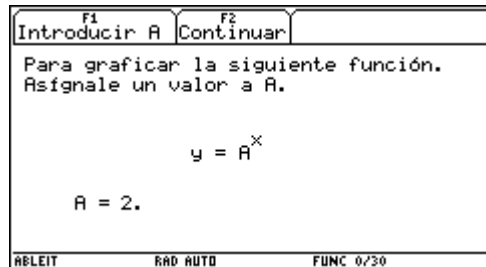 F1 F2
Introducir A Continuar
Para graficar la siguiente función.
Asígnale un valor a A.
y = A^x
A = 2.
ABLEIT RAD AUTO FUNC 0/30